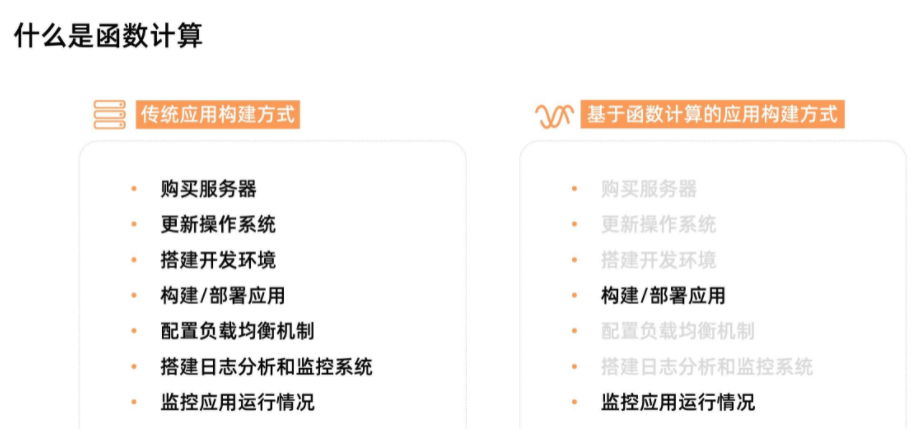 什么是函数计算
传统应用构建方式
购买服务器
更新操作系统
搭建开发环境
构建/部署应用
配置负载均衡机制
搭建日志分析和监控系统
监控应用运行情况
基于函数计算的应用构建方式
购买服务器
更新操作系统
搭建开发环境
构建/部署应用
配置负载均衡机制
搭建日志分析和监控系统
监控应用运行情况